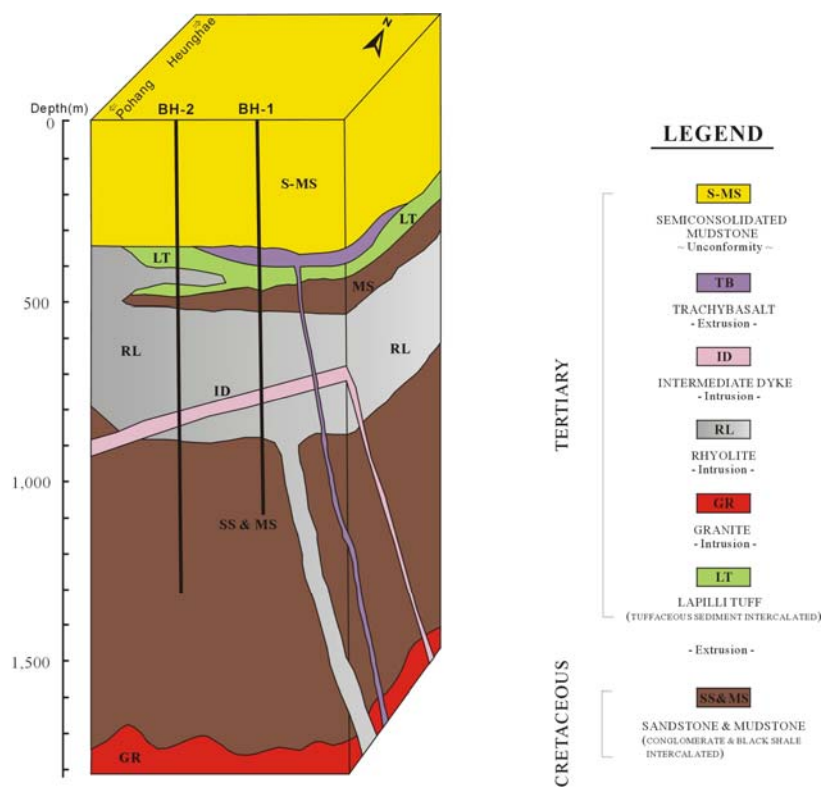 N
Heunghae
Pohang
Depth(m)
BH-2
BH-1
0
S-MS
LT
LT
500
MS
RL
RL
ID
1,000
SS & MS
1,500
GR
LEGEND
TERTIARY
S-MS
SEMICONSOLIDATED
MUDSTONE
~ Unconformity ~
TB
TRACHYBASALT
- Extrusion -
ID
INTERMEDIATE DYKE
- Intrusion -
RL
RHYOLITE
- Intrusion -
GR
GRANITE
- Intrusion -
LT
LAPILLI TUFF
(TUFFACEOUS SEDIMENT INTERCALATED)
- Extrusion -
CRETACEOUS
SS&MS
SANDSTONE & MUDSTONE
(CONGLOMERATE & BLACK SHALE
INTERCALATED)